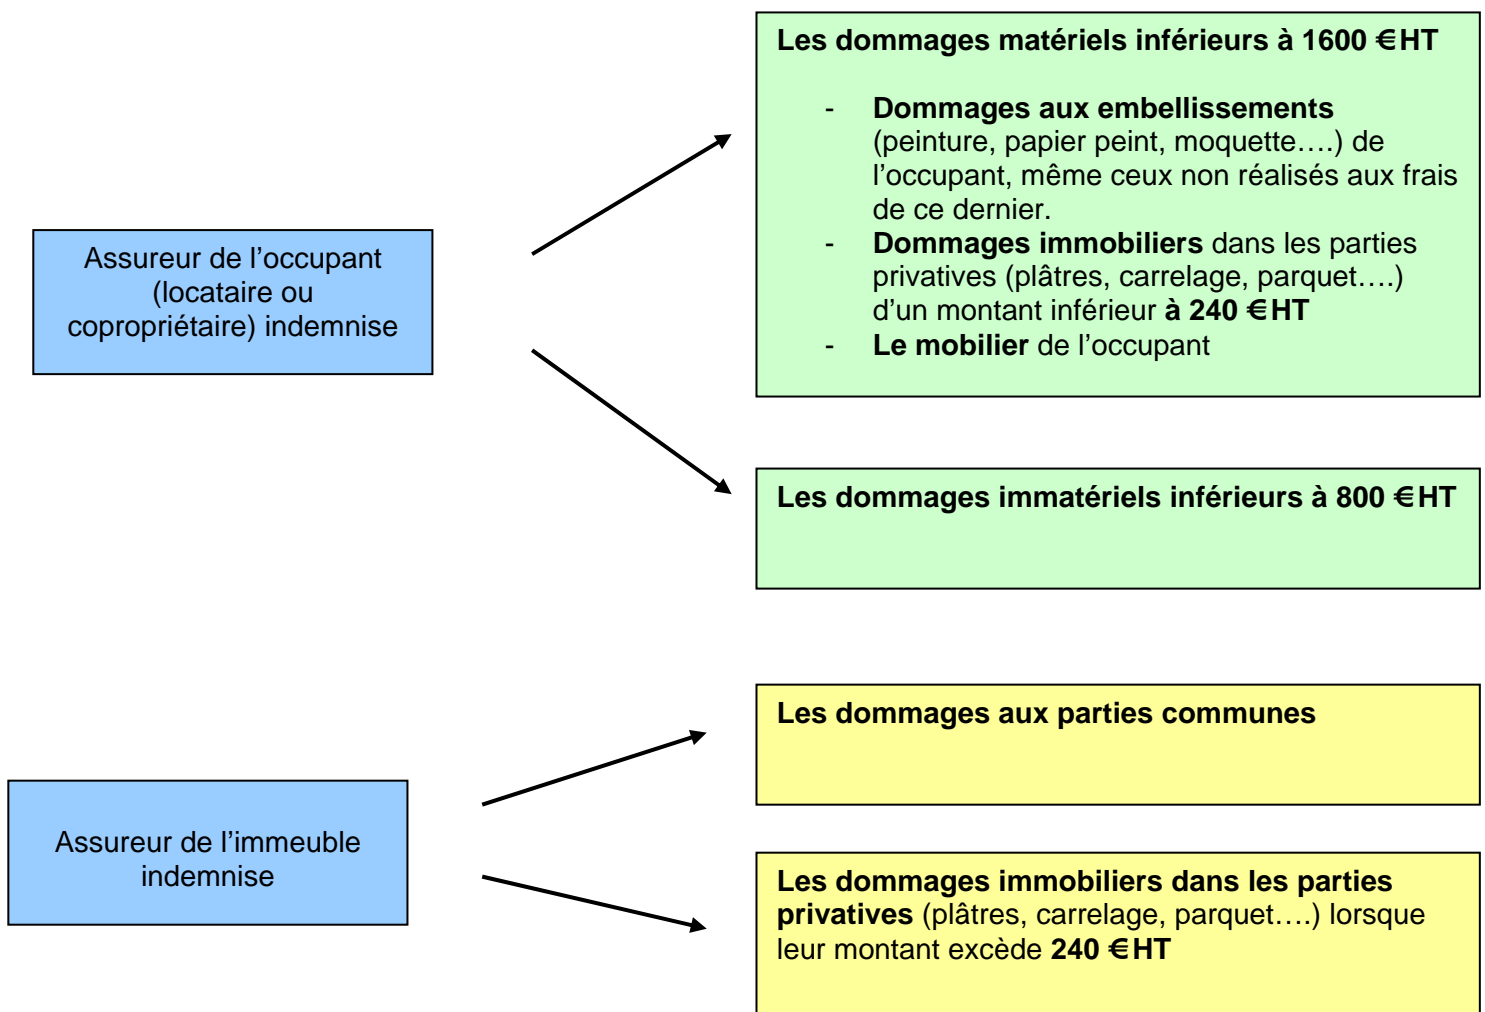 Les dommages matériels inférieurs à 1600 €HT
- Dommages aux embellissements
(peinture, papier peint, moquette….) de
l’occupant, même ceux non réalisés aux frais
de ce dernier.
- Dommages immobiliers dans les parties
privatives (plâtres, carrelage, parquet….)
d’un montant inférieur à 240 €HT
- Le mobilier de l’occupant
Assureur de l’occupant
(locataire ou
copropriétaire) indemnise
Les dommages immatériels inférieurs à 800 €HT
Les dommages aux parties communes
Assureur de l’immeuble
indemnise
Les dommages immobiliers dans les parties
privatives (plâtres, carrelage, parquet….) lorsque
leur montant excède 240 €HT